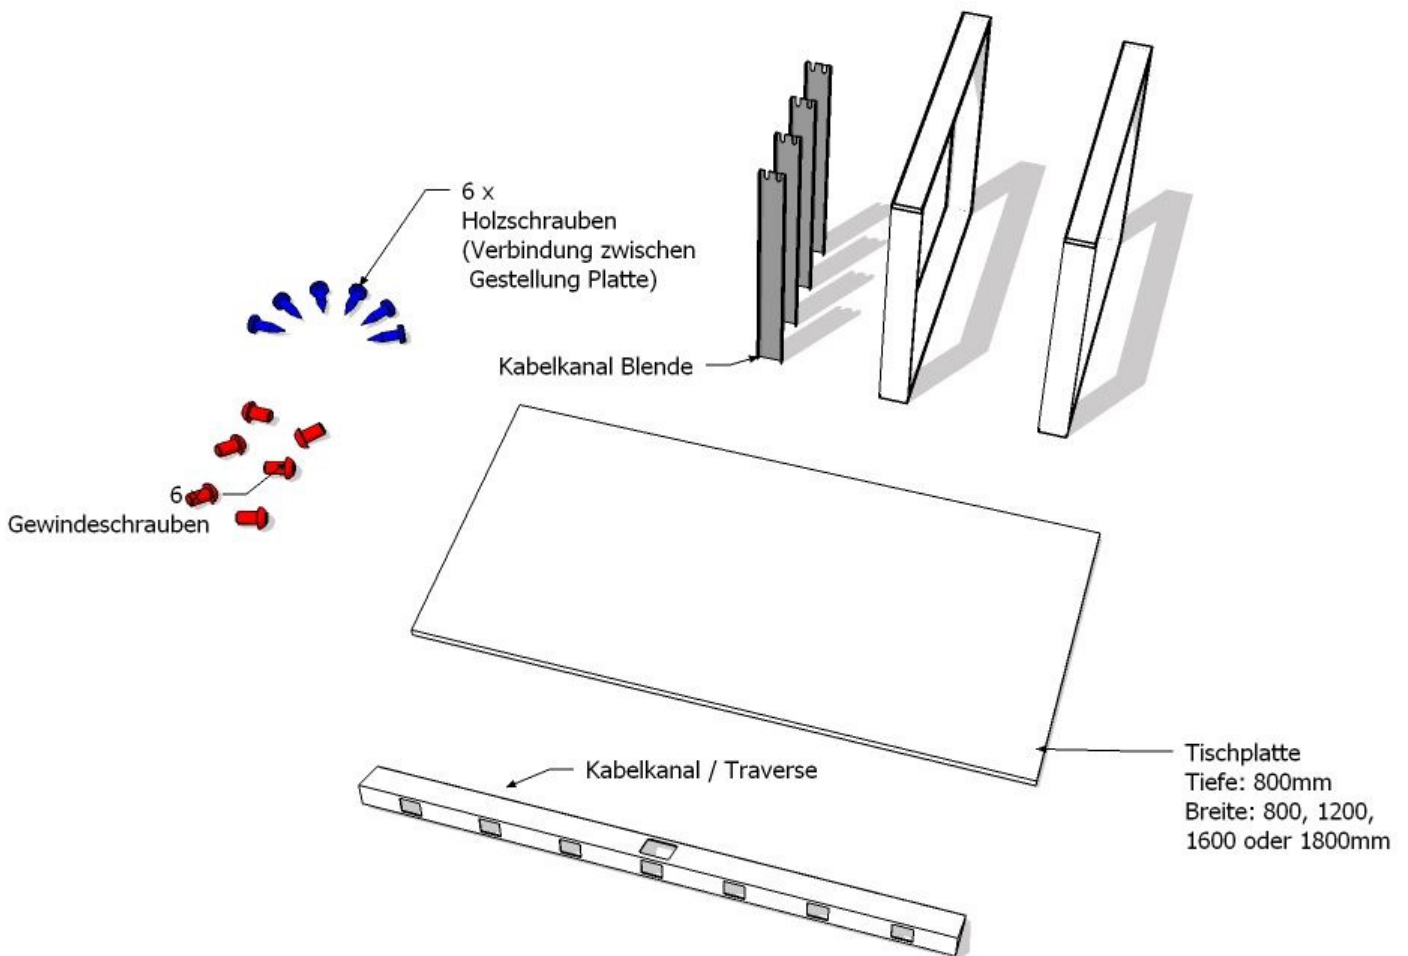 6 x
Holzschrauben
(Verbindung zwischen
Gestellung Platte)
Kabelkanal Blende
6
Gewindeschrauben
Kabelkanal / Traverse
Tischplatte
Tiefe: 800mm
Breite: 800, 1200,
1600 oder 1800mm